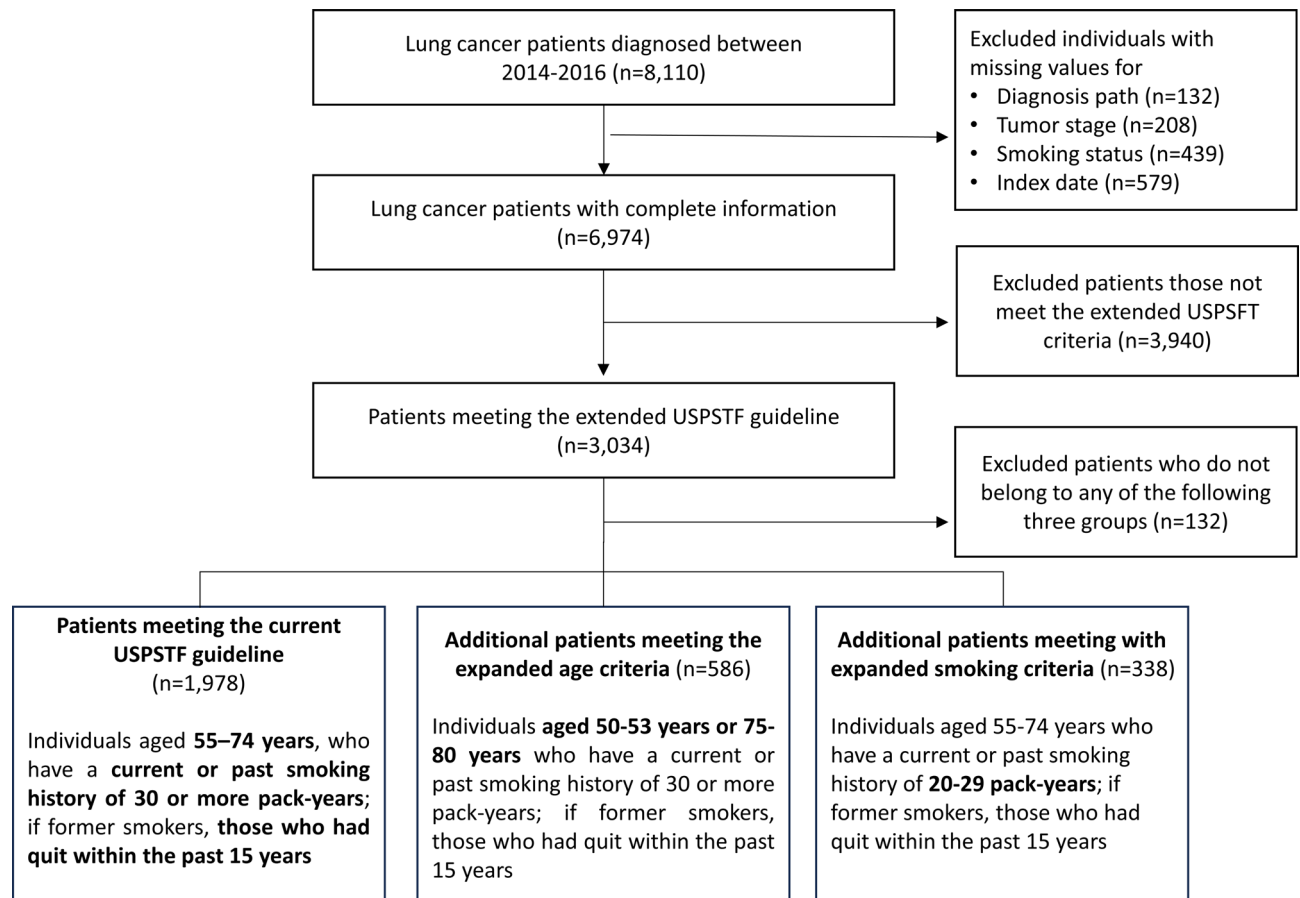 Lung cancer patients diagnosed between
2014-2016 (n=8,110)
Excluded individuals with
missing values for
• Diagnosis path (n=132)
• Tumor stage (n=208)
• Smoking status (n=439)
• Index date (n=579)
Lung cancer patients with complete information
(n=6,974)
Excluded patients those not
meet the extended USPSFT
criteria (n=3,940)
Patients meeting the extended USPSTF guideline
(n=3,034)
Excluded patients who do not
belong to any of the following
three groups (n=132)
Patients meeting the current
USPSTF guideline
(n=1,978)
Individuals aged 55–74 years, who
have a current or past smoking
history of 30 or more pack-years;
if former smokers, those who had
quit within the past 15 years
Additional patients meeting the
expanded age criteria (n=586)
Individuals aged 50-53 years or 75-
80 years who have a current or
past smoking history of 30 or more
pack-years; if former smokers,
those who had quit within the past
15 years
Additional patients meeting with
expanded smoking criteria (n=338)
Individuals aged 55-74 years who
have a current or past smoking
history of 20-29 pack-years; if
former smokers, those who had
quit within the past 15 years